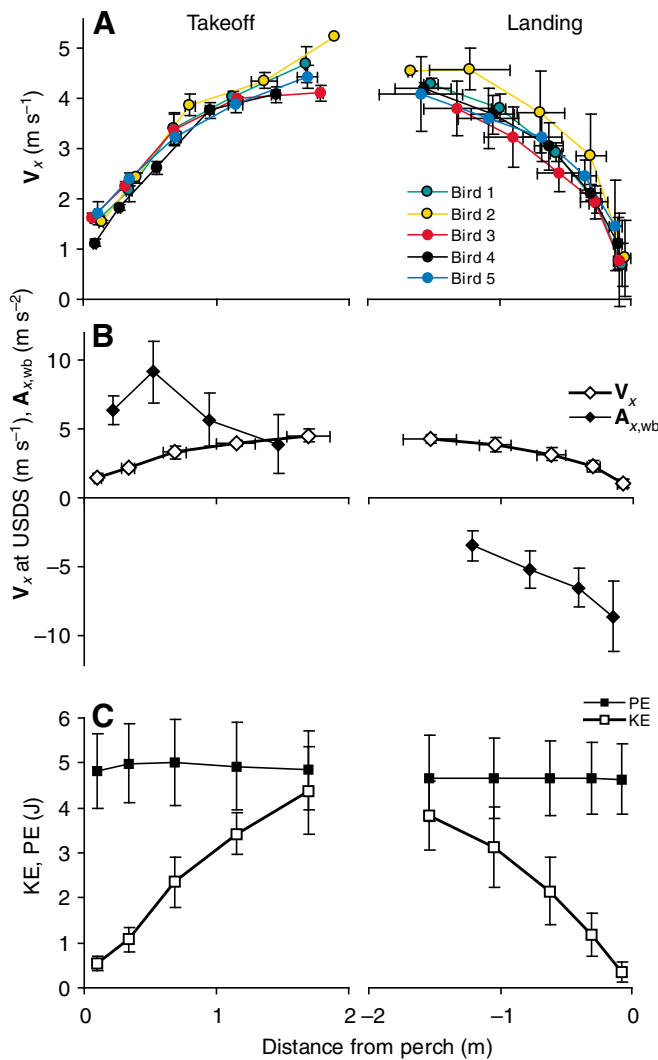 A Takeoff Landing
V_x (m s⁻¹)
5
4
3
2
1
0
Bird 1
Bird 2
Bird 3
Bird 4
Bird 5
B
V_x at USDS (m s⁻¹), A_x,wb (m s⁻²)
10
5
0
−5
−10
1
−1
V_x
A_x,wb
C
KE, PE (J)
6
5
4
3
2
1
0
PE
KE
0 1 2 −2 −1 0
Distance from perch (m)